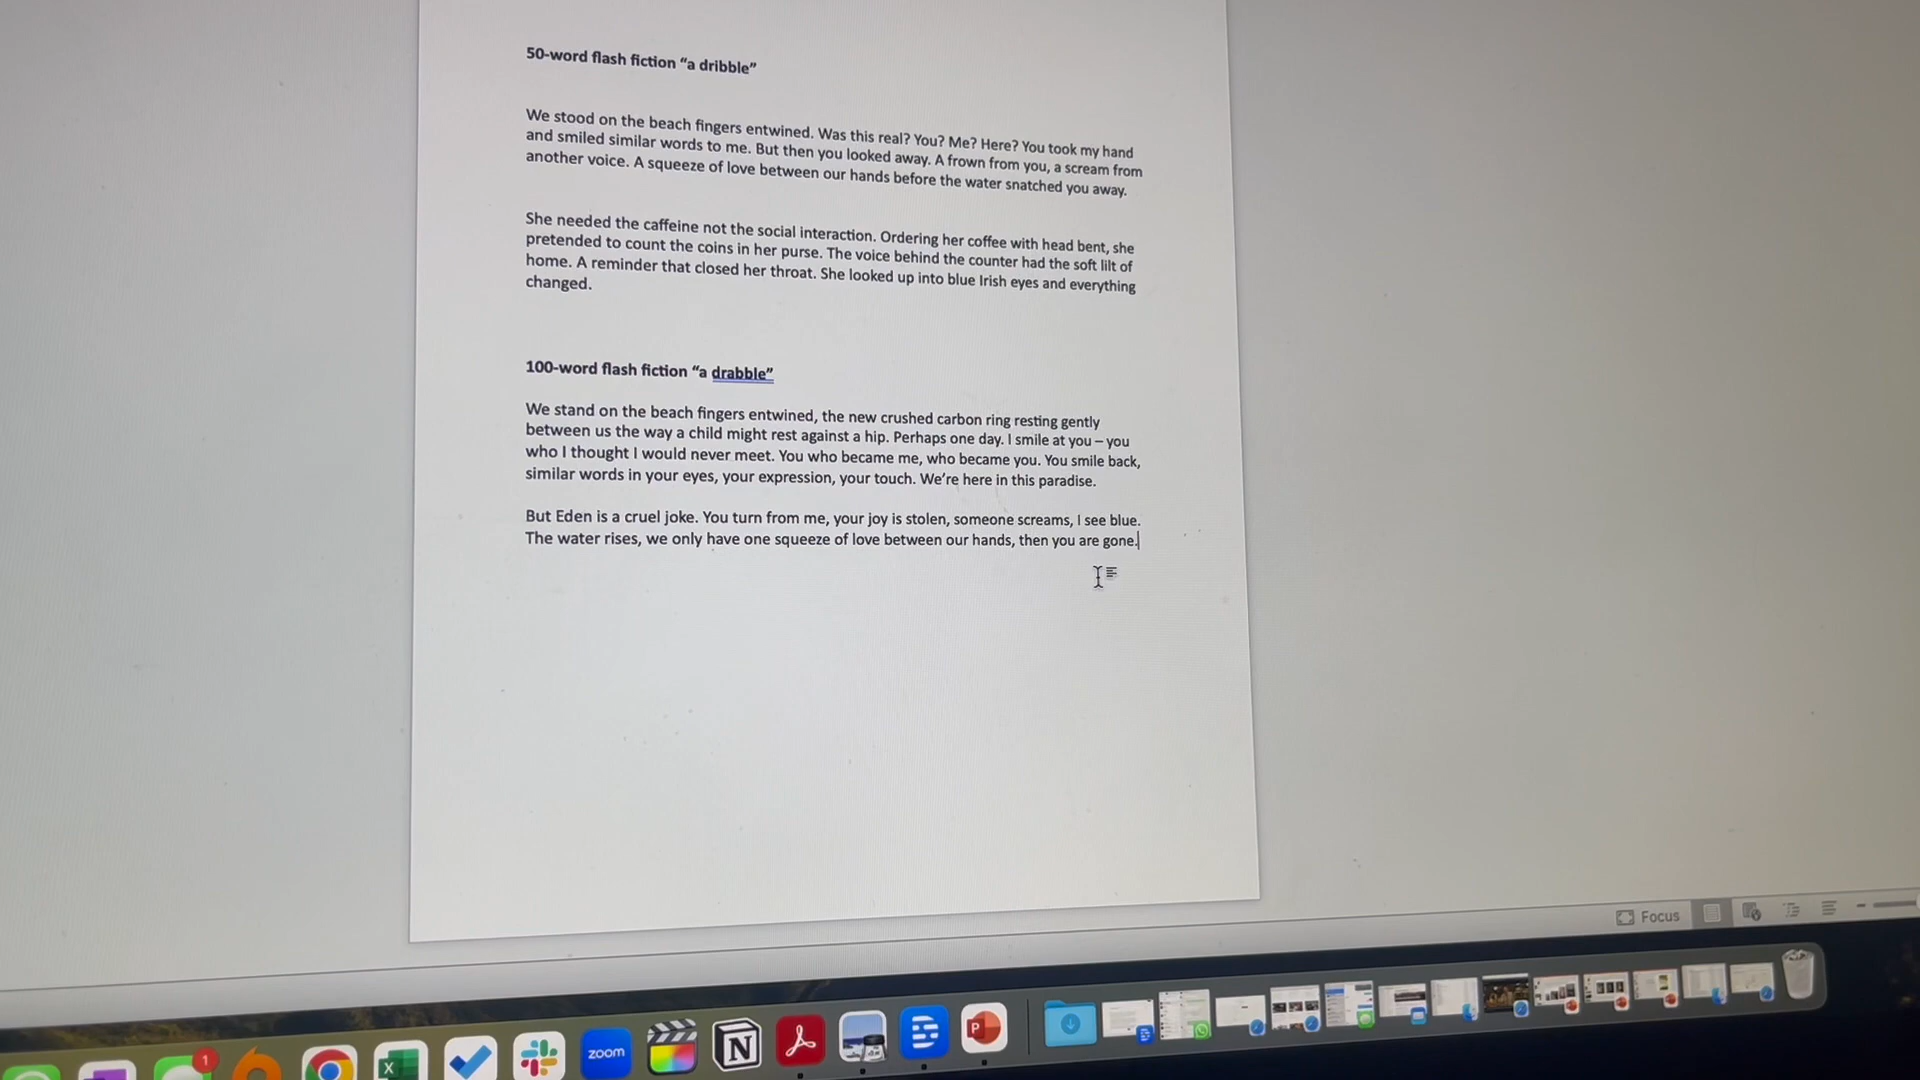 50-word flash fiction “a dribble”
We stood on the beach fingers entwined. Was this real? You? Me? Here? You took my hand
and smiled similar words to me. But then you looked away. A frown from you, a scream from
another voice. A squeeze of love between our hands before the water snatched you away.
She needed the caffeine not the social interaction. Ordering her coffee with head bent, she
pretended to count the coins in her purse. The voice behind the counter had the soft lilt of
home. A reminder that closed her throat. She looked up into blue Irish eyes and everything
changed.
100-word flash fiction “a drabble”
We stand on the beach fingers entwined, the new crushed carbon ring resting gently
between us the way a child might rest against a hip. Perhaps one day. I smile at you – you
who I thought I would never meet. You who became me, who became you. You smile back,
similar words in your eyes, your expression, your touch. We’re here in this paradise.
But Eden is a cruel joke. You turn from me, your joy is stolen, someone screams, I see blue.
The water rises, we only have one squeeze of love between our hands, then you are gone.
Focus
1
X
zoom
N
P